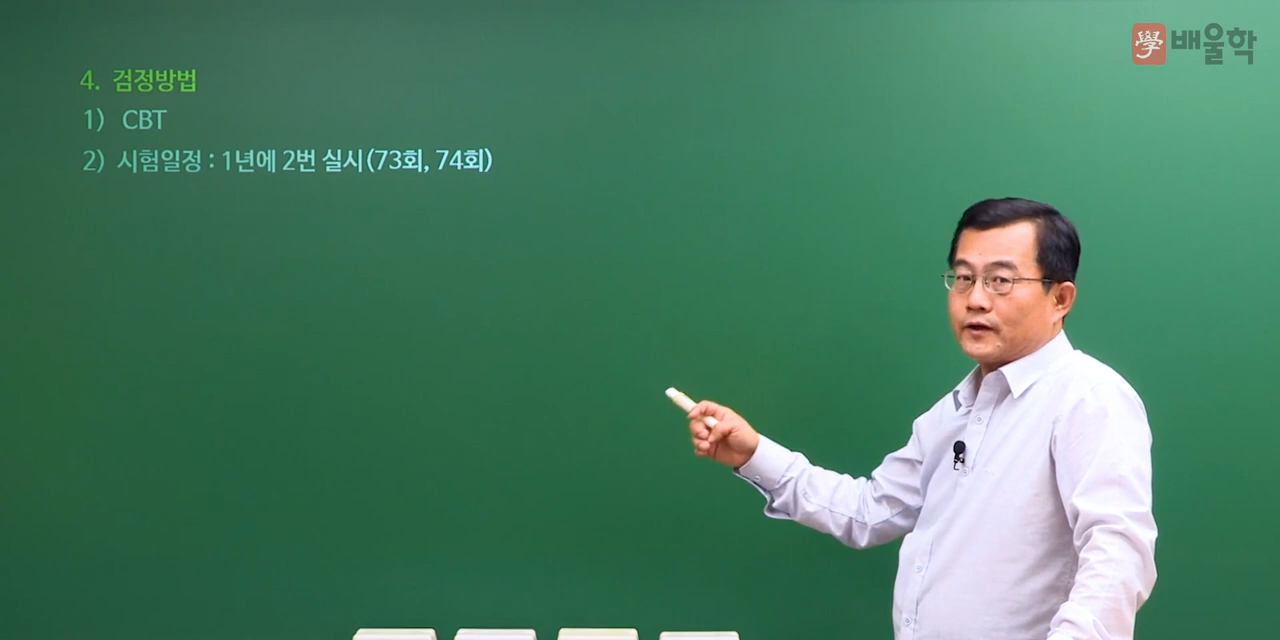 學 배울학
4. 검정방법
1) CBT
2) 시험일정 : 1년에 2번 실시(73회, 74회)